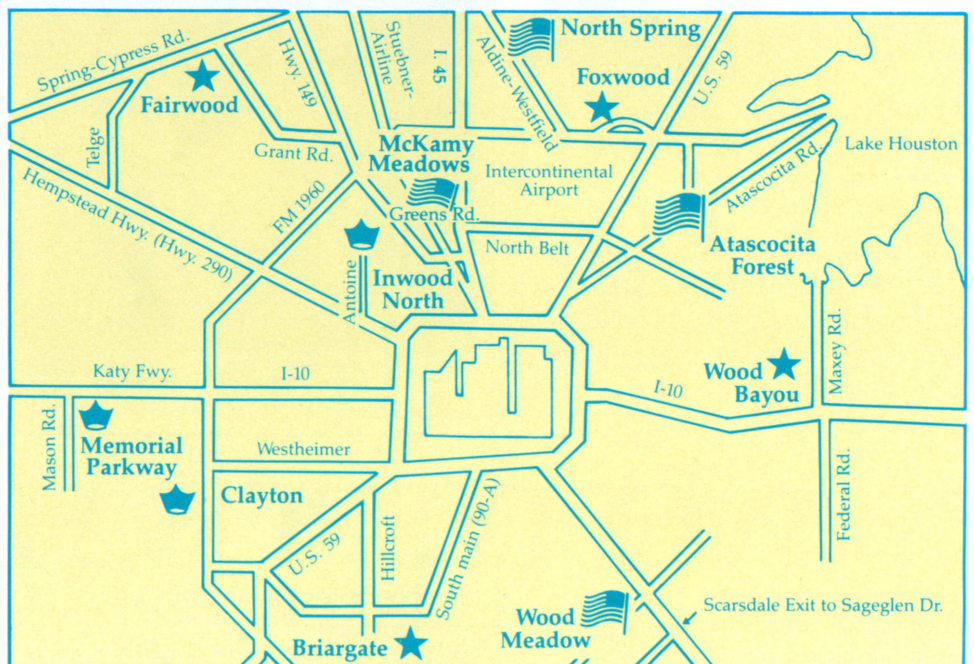 Spring-Cypress Rd.
Hwy. 149
Stuebner-
Airline
I. 45
Aldine-Westfield
North Spring
U.S. 59
Foxwood
Fairwood
Telge
Grant Rd.
McKamy
Meadows
Intercontinental
Airport
Atascocita Rd.
Lake Houston
Hempstead Hwy. (Hwy. 290)
FM 1960
Greens Rd.
North Belt
Atascocita
Forest
Antoine
Inwood
North
Katy Fwy.
I-10
I-10
Wood
Bayou
Maxey Rd.
Mason Rd.
Memorial
Parkway
Westheimer
Clayton
U.S. 59
Hillcroft
South main (90-A)
Federal Rd.
Scarsdale Exit to Sageglen Dr.
Wood
Meadow
Briargate